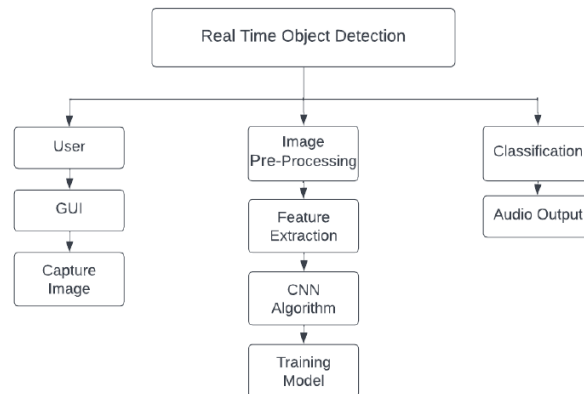 Real Time Object Detection
User
GUI
Capture
Image
Image
Pre-Processing
Feature
Extraction
CNN
Algorithm
Training
Model
Classification
Audio Output